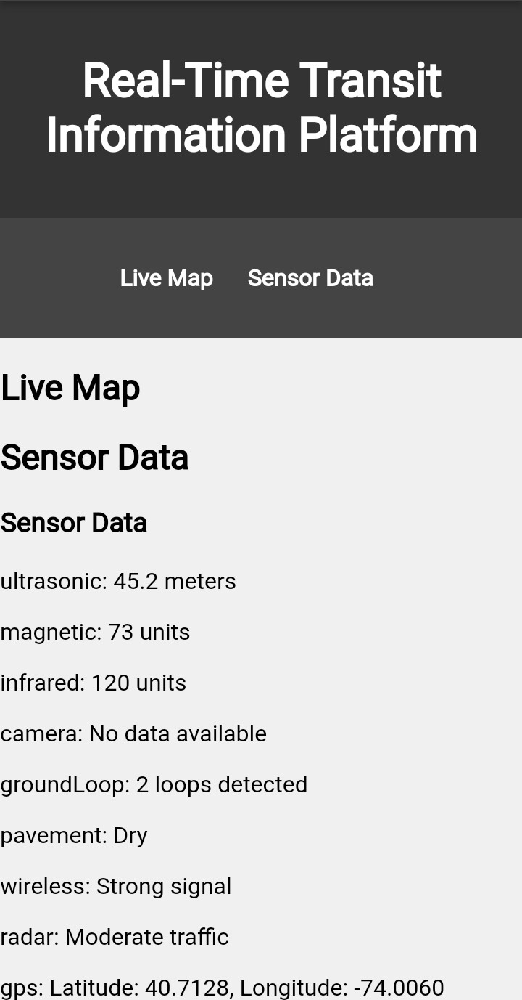 Real-Time Transit
Information Platform
Live Map Sensor Data
Live Map
Sensor Data
Sensor Data
ultrasonic: 45.2 meters
magnetic: 73 units
infrared: 120 units
camera: No data available
groundLoop: 2 loops detected
pavement: Dry
wireless: Strong signal
radar: Moderate traffic
gps: Latitude: 40.7128, Longitude: -74.0060